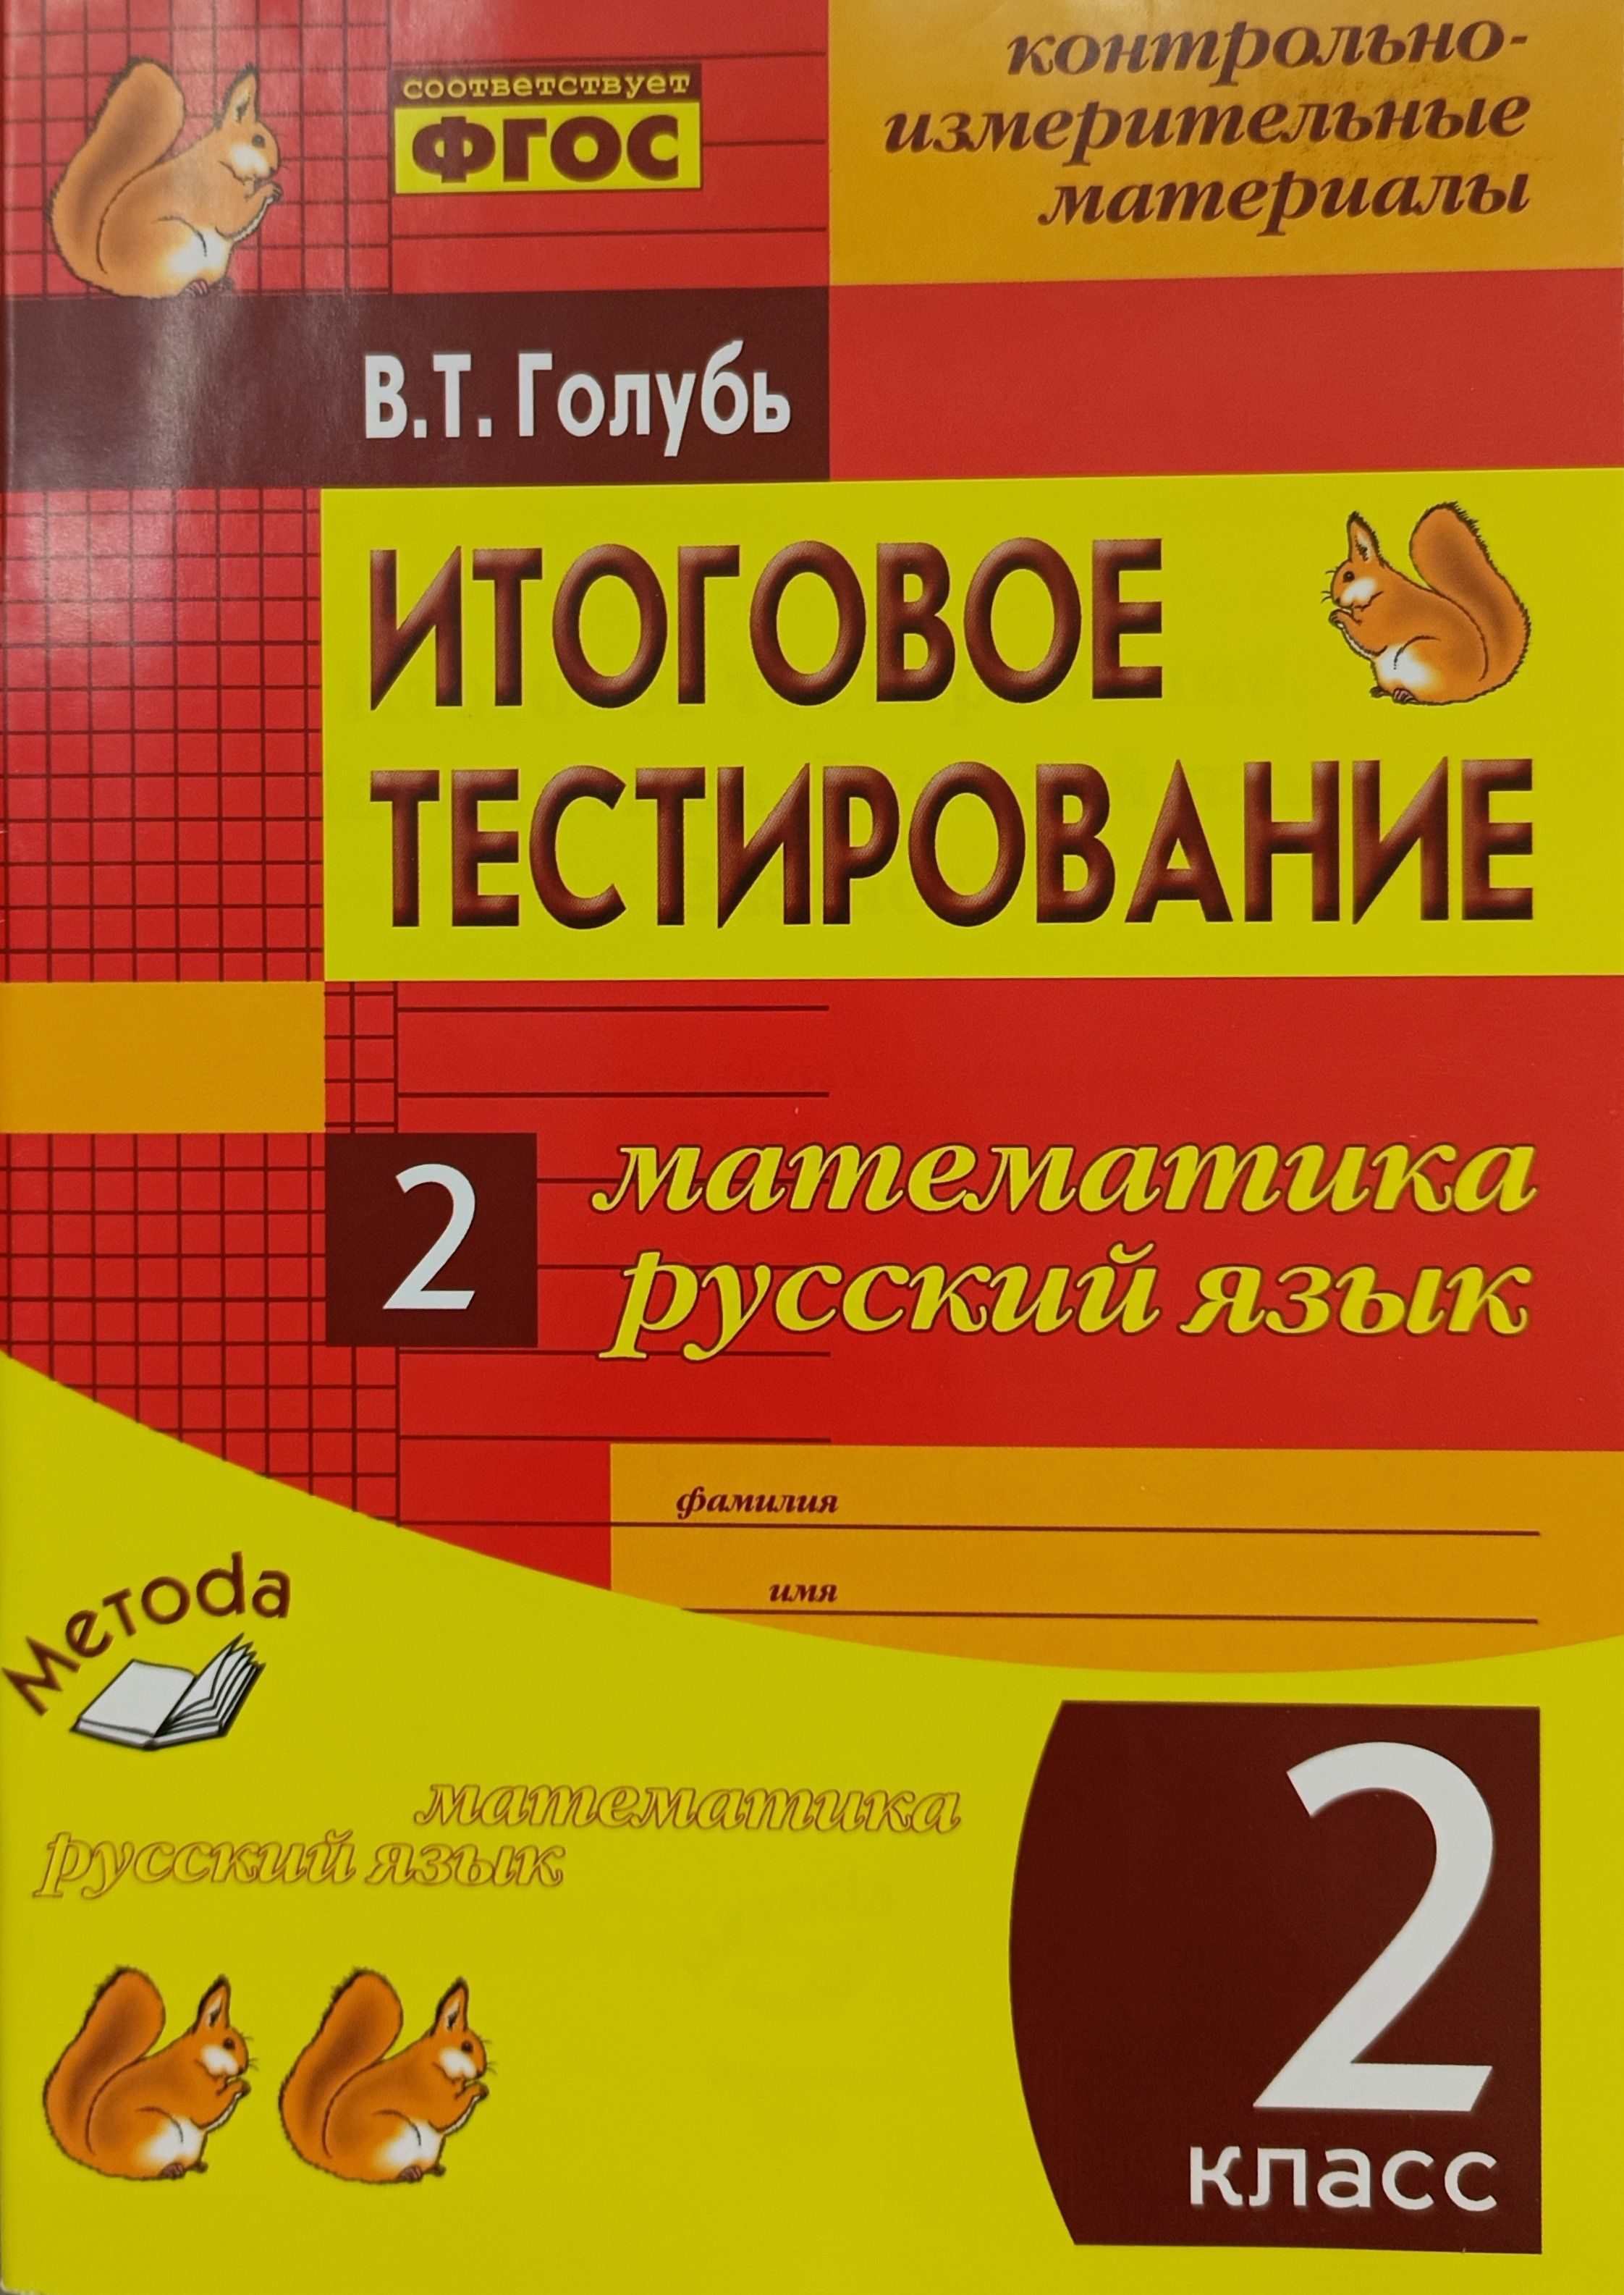 контрольно-
измерительные
материалы
соответствует
ФГОС
В.Т. Голубь
ИТОГОВОЕ
ТЕСТИРОВАНИЕ
2
математика
русский язык
фамилия
имя
Метода
математика
русский язык
2
класс